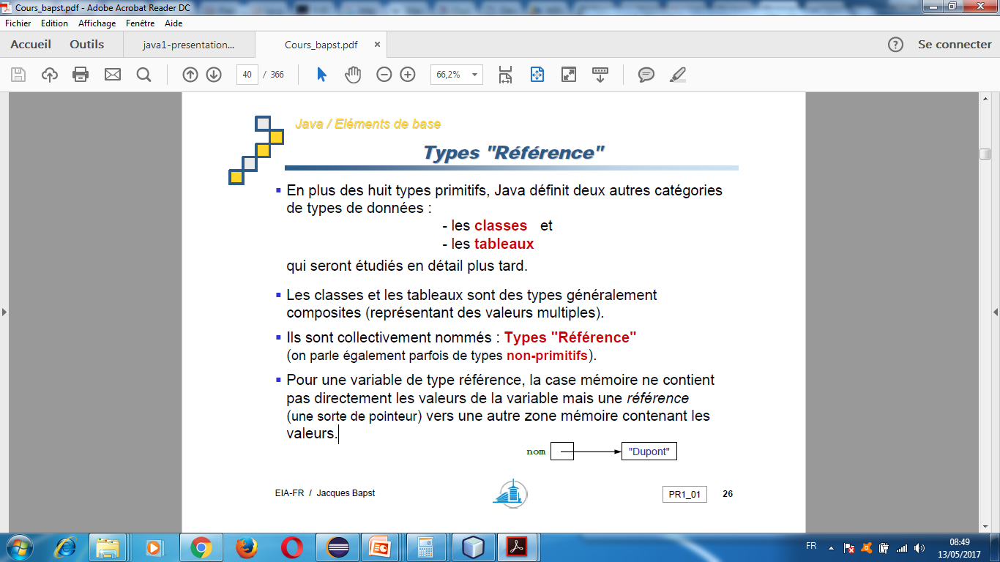 Cours_bapst.pdf - Adobe Acrobat Reader DC
Fichier Edition Affichage Fenêtre Aide
Accueil Outils java1-presentation... Cours_bapst.pdf × ? Se connecter
40 / 366 66,2%
Java / Eléments de base
Types "Référence"
▪ En plus des huit types primitifs, Java définit deux autres catégories
de types de données :
- les classes et
- les tableaux
qui seront étudiés en détail plus tard.
▪ Les classes et les tableaux sont des types généralement
composites (représentant des valeurs multiples).
▪ Ils sont collectivement nommés : Types "Référence"
(on parle également parfois de types non-primitifs).
▪ Pour une variable de type référence, la case mémoire ne contient
pas directement les valeurs de la variable mais une référence
(une sorte de pointeur) vers une autre zone mémoire contenant les
valeurs.
nom "Dupont"
EIA-FR / Jacques Bapst PR1_01 26
FR 08:49
13/05/2017